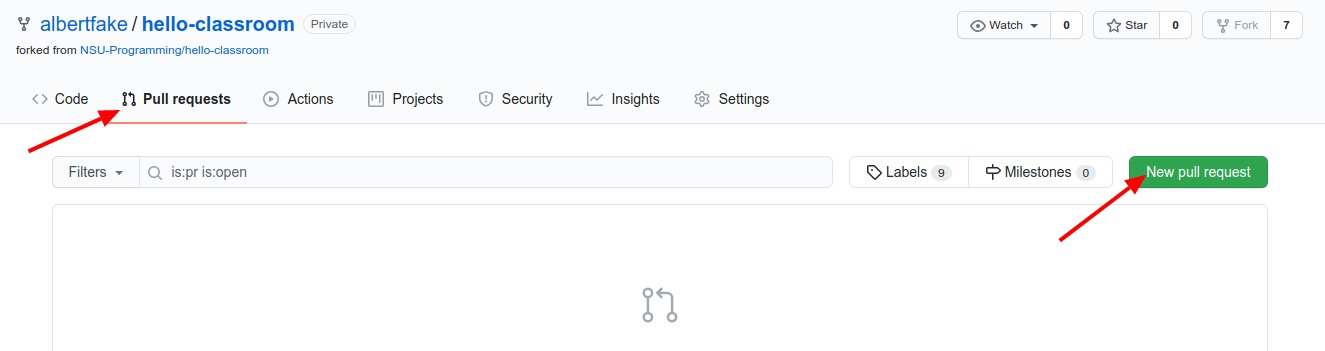 albertfake / hello-classroom Private Watch 0 Star 0 Fork 7
forked from NSU-Programming/hello-classroom
Code Pull requests Actions Projects Security Insights Settings
Filters is:pr is:open Labels 9 Milestones 0 New pull request